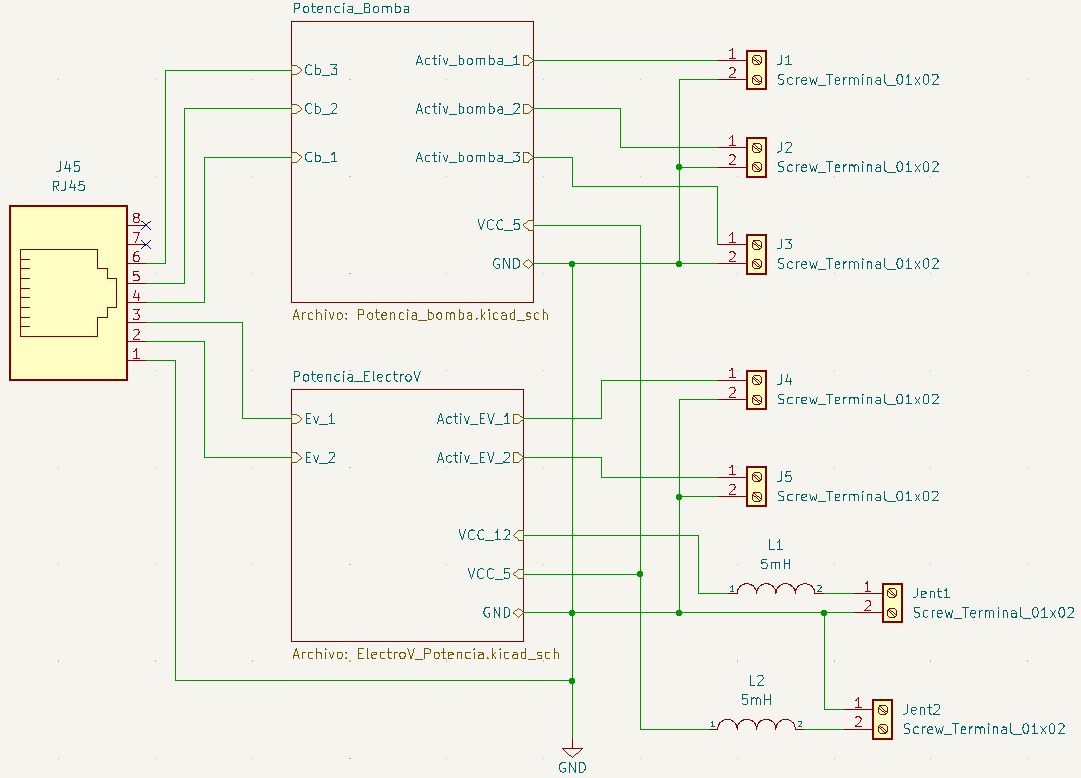 Potencia_Bomba
Cb_3
Cb_2
Cb_1
Activ_bomba_1
Activ_bomba_2
Activ_bomba_3
VCC_5
GND
Archivo: Potencia_bomba.kicad_sch
J45
RJ45
8
7
6
5
4
3
2
1
1
2
J1
Screw_Terminal_01x02
1
2
J2
Screw_Terminal_01x02
1
2
J3
Screw_Terminal_01x02
Potencia_ElectroV
Ev_1
Ev_2
Activ_EV_1
Activ_EV_2
VCC_12
VCC_5
GND
Archivo: ElectroV_Potencia.kicad_sch
1
2
J4
Screw_Terminal_01x02
1
2
J5
Screw_Terminal_01x02
L1
5mH
1
2
1
2
Jent1
Screw_Terminal_01x02
L2
5mH
1
2
1
2
Jent2
Screw_Terminal_01x02
GND